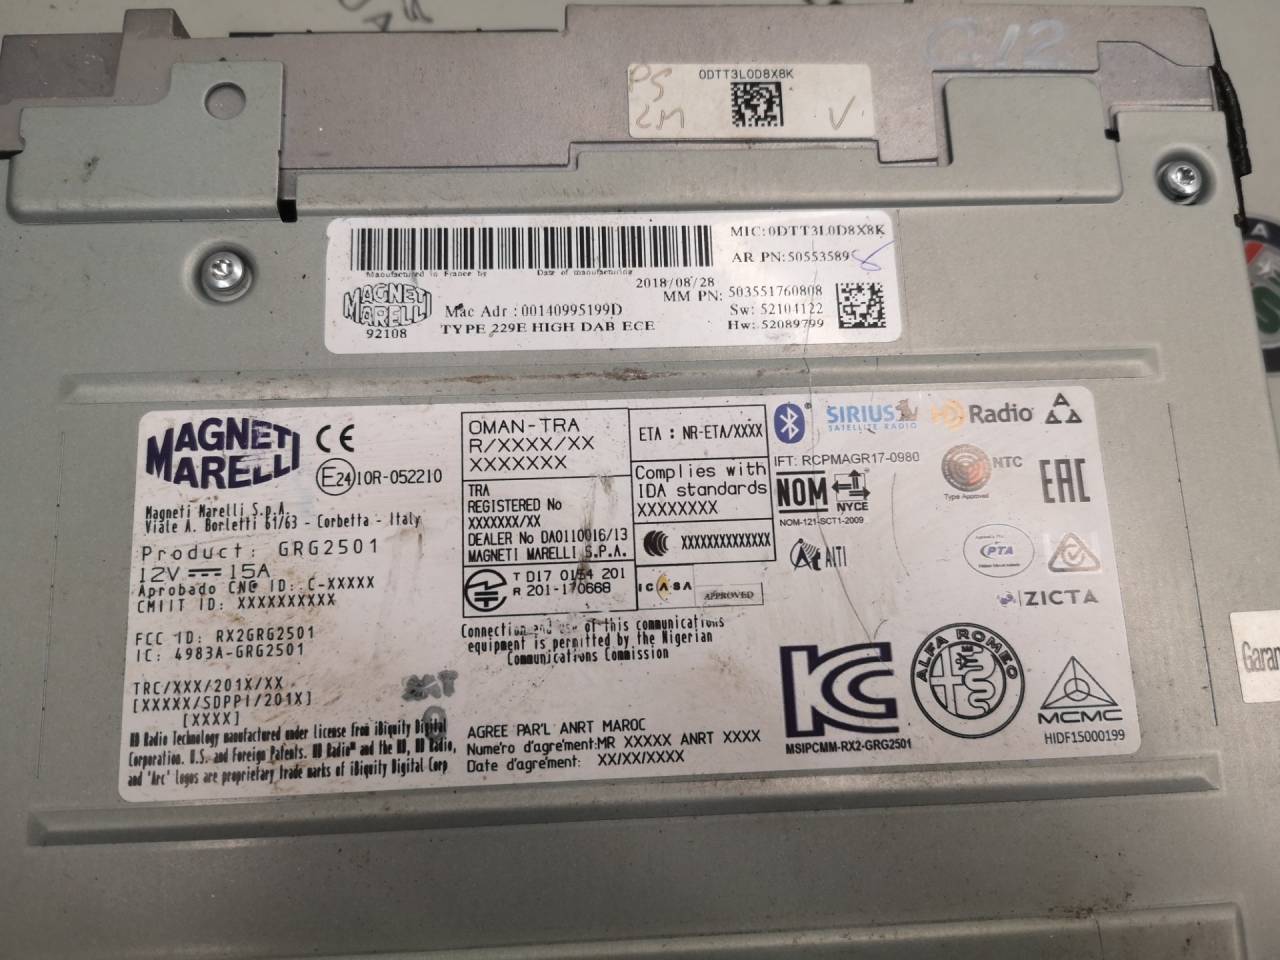 C-12
0DTT3L0D8X8K
PS
2M
V
MIC:0DTT3L0D8X8K
AR PN:50553589
Manufactured in France by Date of manufacturing
2018/08/28
MM PN: 503551760808
MAGNETI
MARELLI
92108
Mac Adr : 00140995199D
Sw: 52104122
TYPE 229E HIGH DAB ECE
Hw: 52089799
MAGNETI
MARELLI
CE
E24 10R-052210
Magneti Marelli S.p.A.
Viale A. Borletti 61/63 - Corbetta - Italy
Product: GRG2501
12V 15A
Aprobado CNC ID: C-XXXXX
CMIIT ID: XXXXXXXXXX
FCC ID: RX2GRG2501
IC: 4983A-GRG2501
TRC/XXX/201X/XX
[XXXXX/SDPPI/201X]
[XXXX]
HD Radio Technology manufactured under license from iBiquity Digital
Corporation. U.S. and Foreign Patents. HD Radio™ and the HD, HD Radio,
and "Arc" logos are proprietary trade marks of iBiquity Digital Corp
OMAN-TRA
R/XXXX/XX
XXXXXXXX
TRA
REGISTERED No
XXXXXXX/XX
DEALER No DA0110016/13
MAGNETI MARELLI S.P.A.
T D17 0154 201
R 201-170668
ETA : NR-ETA/XXXX
Complies with
IDA standards
XXXXXXXX
XXXXXXXXXXXXX
ICASA APPROVED
Connection and use of this communications
equipment is permitted by the Nigerian
Communications Commission
AGREE PAR'L ANRT MAROC
Nume'ro d'agrement:MR XXXXX ANRT XXXX
Date d'agrement: XX/XX/XXXX
SIRIUS
SATELLITE RADIO
HD Radio
IFT: RCPMAGR17-0980
NOM
NYCE
NOM-121-SCT1-2009
NTC
Type Approved
EAC
RITI
PTA
ZICTA
KC
MSIPCMM-RX2-GRG2501
ALFA ROMEO
MCMC
HIDF15000199
Garan